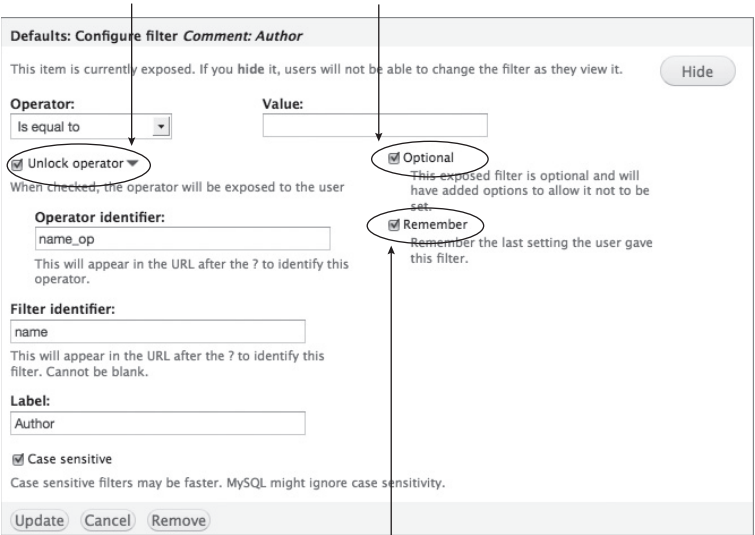 Defaults: Configure filter Comment: Author
This item is currently exposed. If you hide it, users will not be able to change the filter as they view it.
Hide
Operator:
Is equal to
Value:
Unlock operator
When checked, the operator will be exposed to the user
Operator identifier:
name_op
This will appear in the URL after the ? to identify this
operator.
Optional
This exposed filter is optional and will
have added options to allow it not to be
set.
Remember
Remember the last setting the user gave
this filter.
Filter identifier:
name
This will appear in the URL after the ? to identify this
filter. Cannot be blank.
Label:
Author
Case sensitive
Case sensitive filters may be faster. MySQL might ignore case sensitivity.
Update
Cancel
Remove